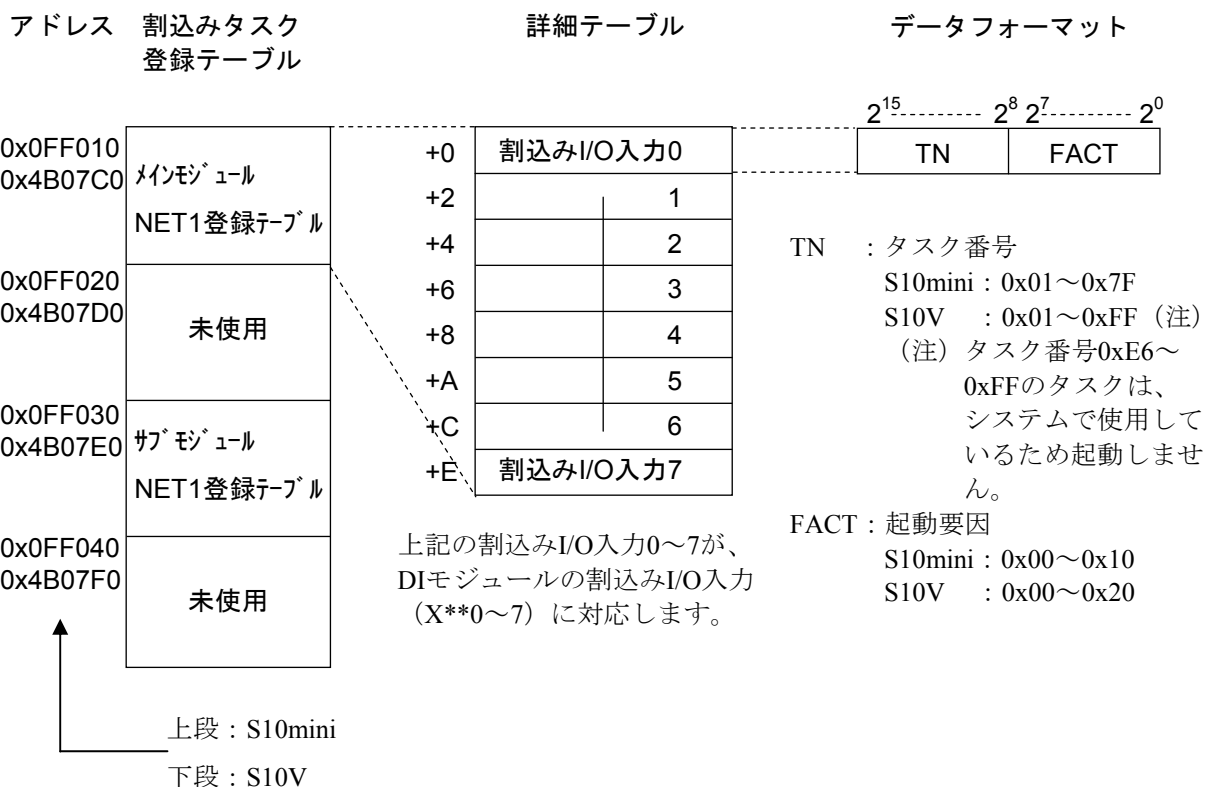 アドレス
割込みタスク
登録テーブル
詳細テーブル
データフォーマット
0x0FF010
0x4B07C0
ﾒｲﾝﾓｼﾞｭｰﾙ
NET1登録ﾃｰﾌﾞﾙ
0x0FF020
0x4B07D0
未使用
0x0FF030
0x4B07E0
ｻﾌﾞﾓｼﾞｭｰﾙ
NET1登録ﾃｰﾌﾞﾙ
0x0FF040
0x4B07F0
未使用
上段：S10mini
下段：S10V
+0 割込みI/O入力0
+2 1
+4 2
+6 3
+8 4
+A 5
+C 6
+E 割込みI/O入力7
上記の割込みI/O入力0～7が、
DIモジュールの割込みI/O入力
（X**0～7）に対応します。
2¹⁵---------- 2⁸ 2⁷---------- 2⁰
TN FACT
TN ：タスク番号
S10mini：0x01～0x7F
S10V ：0x01～0xFF（注）
（注）タスク番号0xE6～
0xFFのタスクは、
システムで使用して
いるため起動しませ
ん。
FACT：起動要因
S10mini：0x00～0x10
S10V ：0x00～0x20